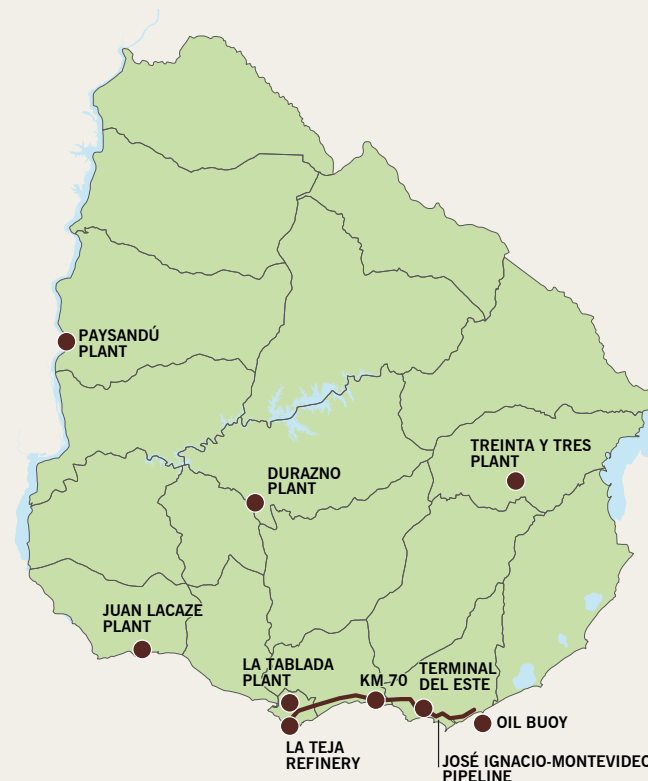 PAYSANDÚ
PLANT
TREINTA Y TRES
PLANT
DURAZNO
PLANT
JUAN LACAZE
PLANT
LA TABLADA
PLANT
KM 70
TERMINAL
DEL ESTE
OIL BUOY
LA TEJA
REFINERY
JOSÉ IGNACIO-MONTEVIDEO
PIPELINE